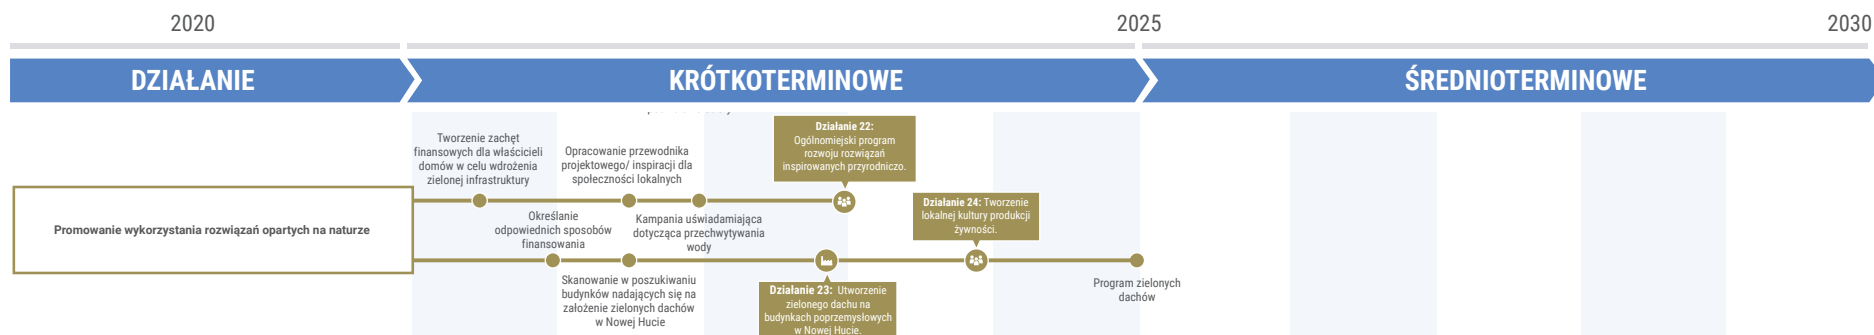 2020
2025
2030
DZIAŁANIE
KRÓTKOTERMINOWE
ŚREDNIOTERMINOWE
Promowanie wykorzystania rozwiązań opartych na naturze
Tworzenie zachęt
finansowych dla właścicieli
domów w celu wdrożenia
zielonej infrastruktury
Opracowanie przewodnika
projektowego/ inspiracji dla
społeczności lokalnych
Działanie 22:
Ogólnomiejski program
rozwoju rozwiązań
inspirowanych przyrodniczo.
Działanie 24: Tworzenie
lokalnej kultury produkcji
żywności.
Określanie
odpowiednich sposobów
finansowania
Kampania uświadamiająca
dotycząca przechwytywania
wody
Skanowanie w poszukiwaniu
budynków nadających się na
założenie zielonych dachów
w Nowej Hucie
Działanie 23: Utworzenie
zielonego dachu na
budynkach poprzemysłowych
w Nowej Hucie.
Program zielonych
dachów